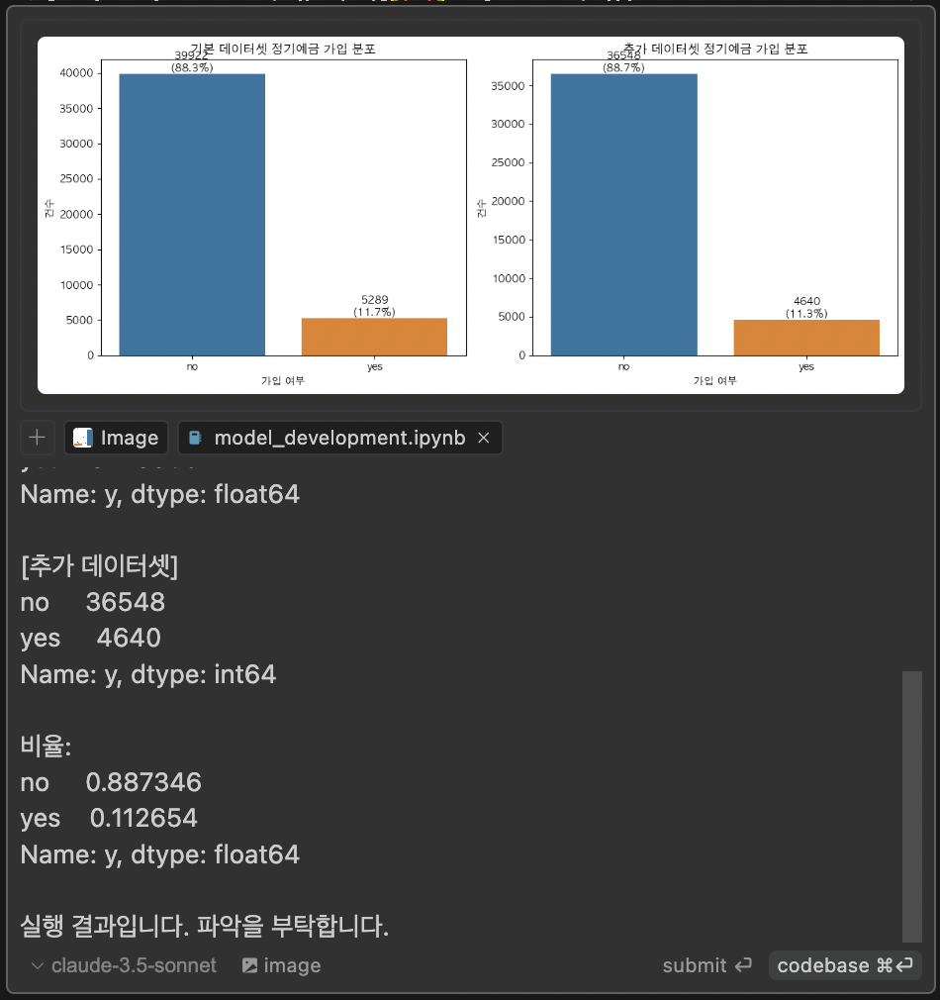 기본 데이터셋 정기예금 가입 분포
39922
(88.3%)
40000
35000
30000
25000
20000
15000
10000
5000
0
건수
5289
(11.7%)
no
yes
가입 여부
추가 데이터셋 정기예금 가입 분포
36548
(88.7%)
35000
30000
25000
20000
15000
10000
5000
0
건수
4640
(11.3%)
no
yes
가입 여부
Image
model_development.ipynb
Name: y, dtype: float64
[추가 데이터셋]
no 36548
yes 4640
Name: y, dtype: int64
비율:
no 0.887346
yes 0.112654
Name: y, dtype: float64
실행 결과입니다. 파악을 부탁합니다.
claude-3.5-sonnet image submit ⏎ codebase ⌘⏎